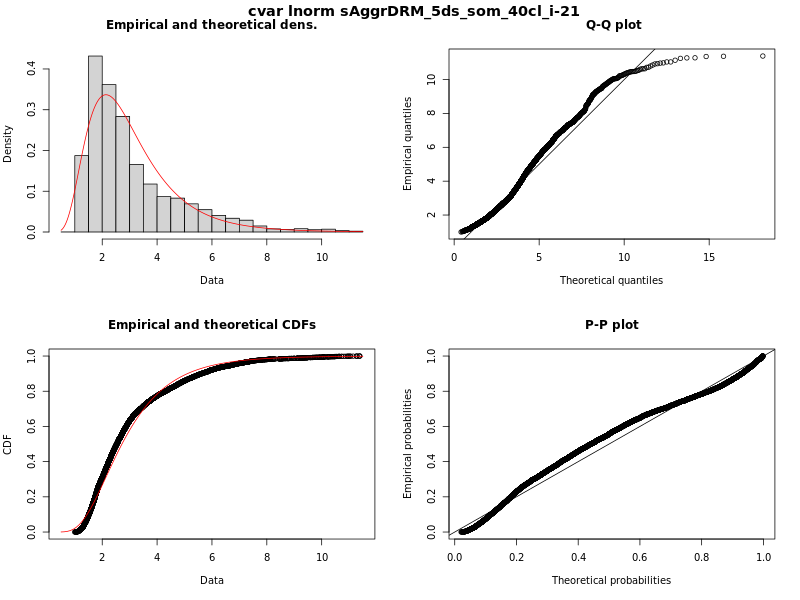 cvar lnorm sAggrDRM_5ds_som_40cl_i-21
Empirical and theoretical dens.
Density
0.0 0.1 0.2 0.3 0.4
2 4 6 8 10
Data
Q-Q plot
Empirical quantiles
2 4 6 8 10
0 5 10 15
Theoretical quantiles
Empirical and theoretical CDFs
CDF
0.0 0.2 0.4 0.6 0.8 1.0
2 4 6 8 10
Data
P-P plot
Empirical probabilities
0.0 0.2 0.4 0.6 0.8 1.0
0.0 0.2 0.4 0.6 0.8 1.0
Theoretical probabilities